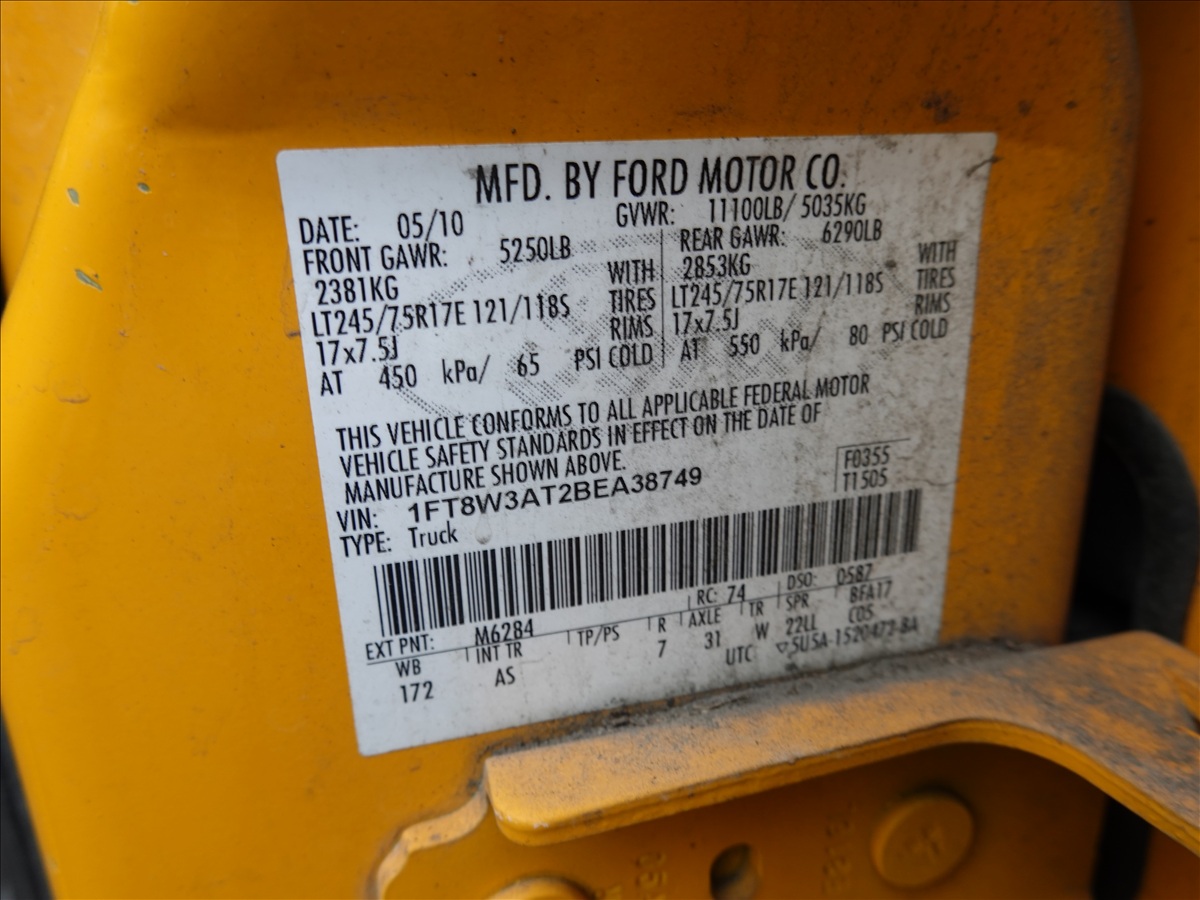 MFD. BY FORD MOTOR CO.
DATE: 05/10 GVWR: 11100LB/ 5035KG
FRONT GAWR: 5250LB REAR GAWR: 6290LB
2381KG WITH 2853KG WITH
LT245/75R17E 121/118S TIRES LT245/75R17E 121/118S TIRES
17x7.5J RIMS 17x7.5J RIMS
AT 450 kPa/ 65 PSI COLD AT 550 kPa/ 80 PSI COLD
THIS VEHICLE CONFORMS TO ALL APPLICABLE FEDERAL MOTOR
VEHICLE SAFETY STANDARDS IN EFFECT ON THE DATE OF
MANUFACTURE SHOWN ABOVE.
F0355
VIN: 1FT8W3AT2BEA38749 T1505
TYPE: Truck
EXT PNT: M6284 RC: 74 DSO: 0587
WB INT TR TP/PS R AXLE TR SPR BFA17
172 AS 7 31 W 22LL C05
UTC ▽5U5A-1520472-BA